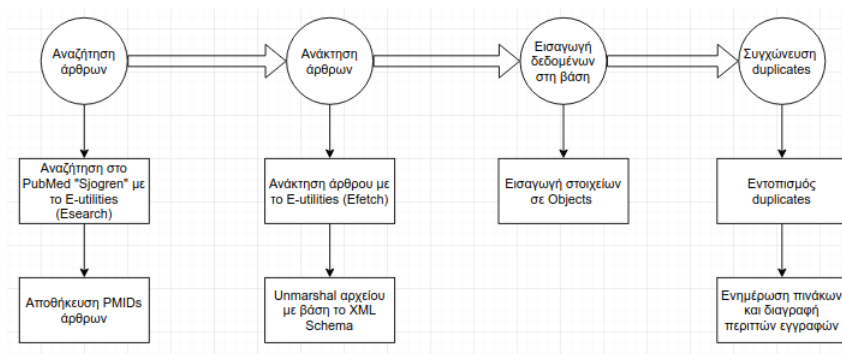 Αναζήτηση
άρθρων
Ανάκτηση
άρθρων
Εισαγωγή
δεδομένων
στη βάση
Συγχώνευση
duplicates
Αναζήτηση στο
PubMed "Sjogren" με
το E-utilities
(Esearch)
Ανάκτηση άρθρου με
το E-utilities (Efetch)
Εισαγωγή στοιχείων
σε Objects
Εντοπισμός
duplicates
Αποθήκευση PMIDs
άρθρων
Unmarshal αρχείου
με βάση το XML
Schema
Ενημέρωση πινάκων
και διαγραφή
περιττών εγγραφών